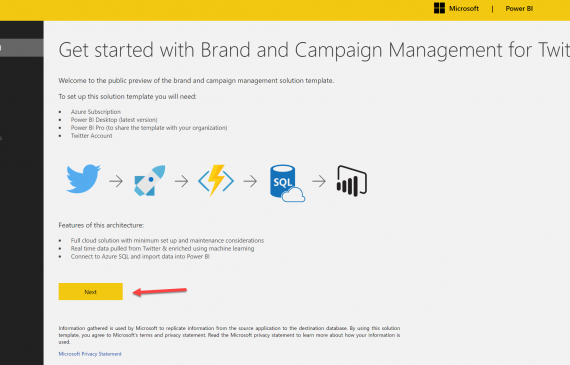 Microsoft | Power BI
Get started with Brand and Campaign Management for Twit
Welcome to the public preview of the brand and campaign management solution template.
To set up this solution template you will need:
• Azure Subscription
• Power BI Desktop (latest version)
• Power BI Pro (to share the template with your organization)
• Twitter Account
SQL
Features of this architecture:
• Full cloud solution with minimum set up and maintenance considerations
• Real time data pulled from Twitter & enriched using machine learning
• Connect to Azure SQL and import data into Power BI
Next
Information gathered is used by Microsoft to replicate information from the source application to the destination database. By using this solution
template, you agree to Microsoft's terms and privacy statement. Read the Microsoft privacy statement to learn more about how your information is
used.
Microsoft Privacy Statement